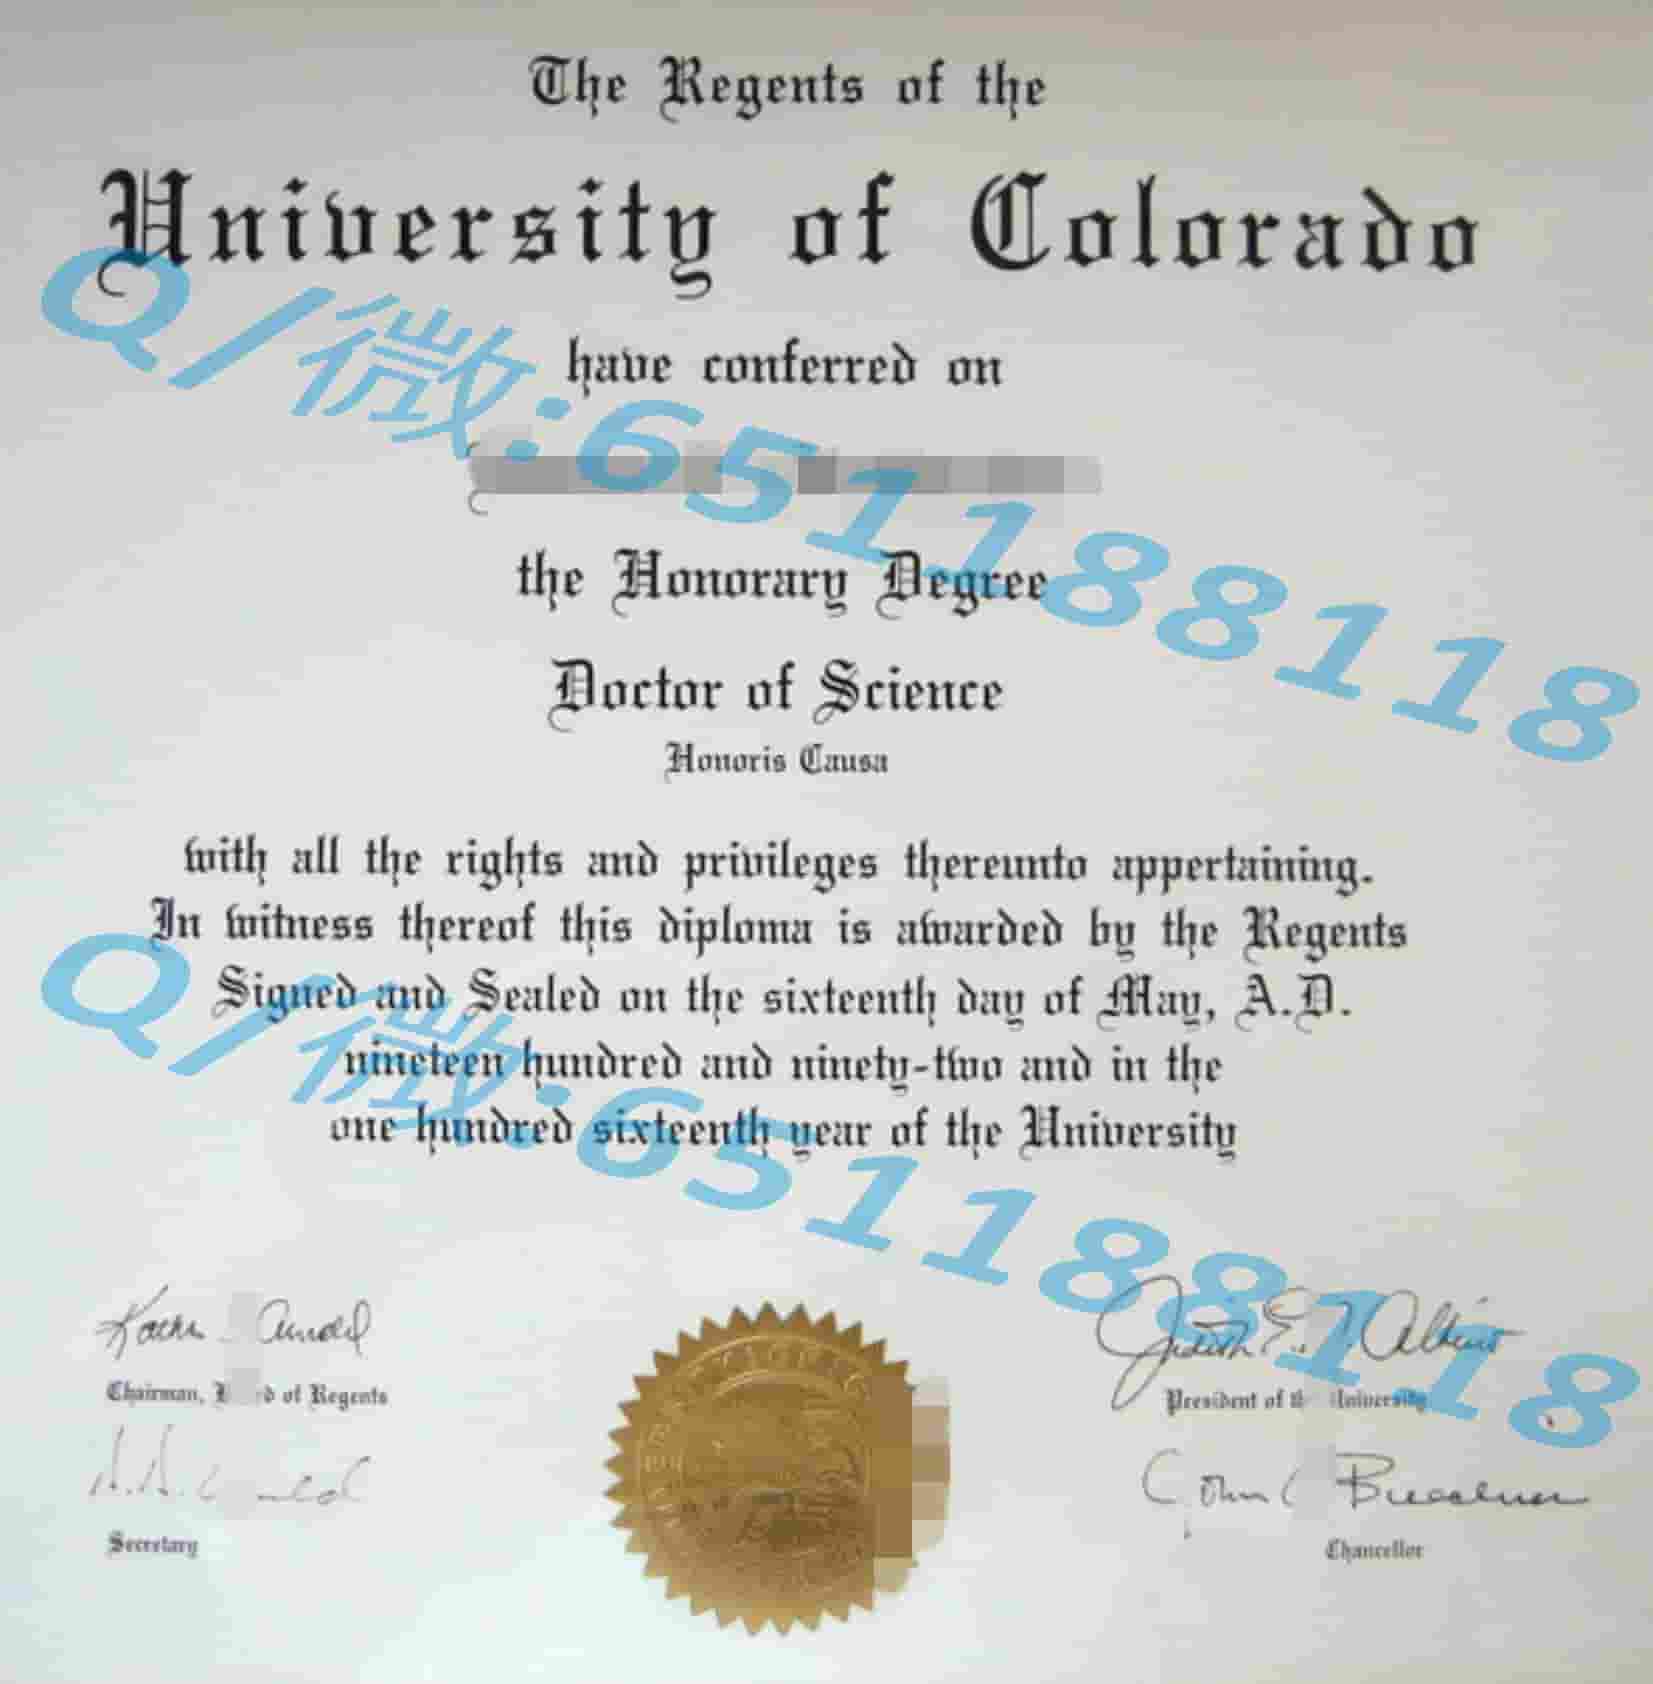 The Regents of the
University of Colorado
have conferred on
the Honorary Degree
Doctor of Science
Honoris Causa
with all the rights and privileges thereunto appertaining.
In witness thereof this diploma is awarded by the Regents
Signed and Sealed on the sixteenth day of May, A.D.
nineteen hundred and ninety-two and in the
one hundred sixteenth year of the University
Chairman, of Regents
President of University
Judith E. Albino
Secretary
Chancellor
Q/微:651188118
Q/微:651188118